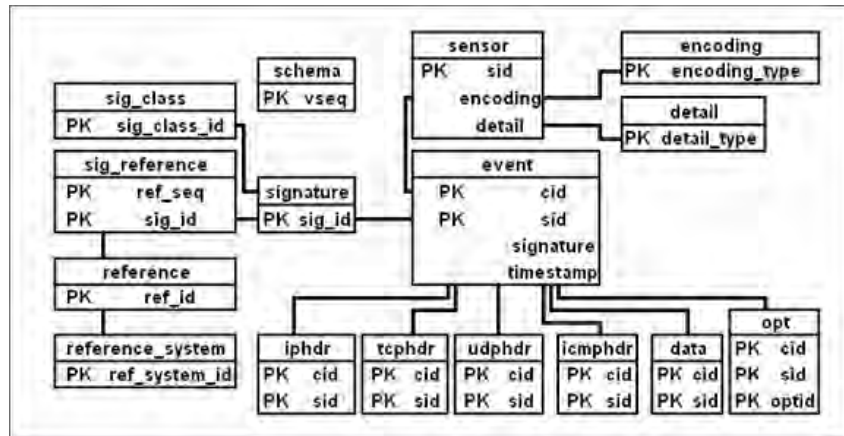 sensor
PK sid
encoding
detail
encoding
PK encoding_type
schema
PK vseq
detail
PK detail_type
sig_class
PK sig_class_id
sig_reference
PK ref_seq
PK sig_id
signature
PK sig_id
event
PK cid
PK sid
signature
timestamp
reference
PK ref_id
reference_system
PK ref_system_id
iphdr
PK cid
PK sid
tcphdr
PK cid
PK sid
udphdr
PK cid
PK sid
icmphdr
PK cid
PK sid
data
PK cid
PK sid
opt
PK cid
PK sid
PK optid